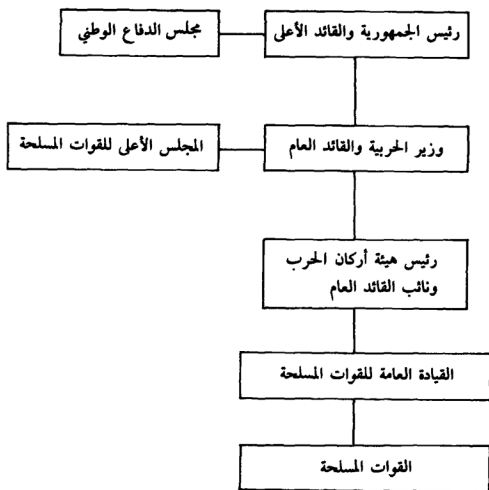 رئيس الجمهورية والقائد الأعلى
مجلس الدفاع الوطني
وزير الحربية والقائد العام
المجلس الأعلى للقوات المسلحة
رئيس هيئة أركان الحرب
ونائب القائد العام
القيادة العامة للقوات المسلحة
القوات المسلحة